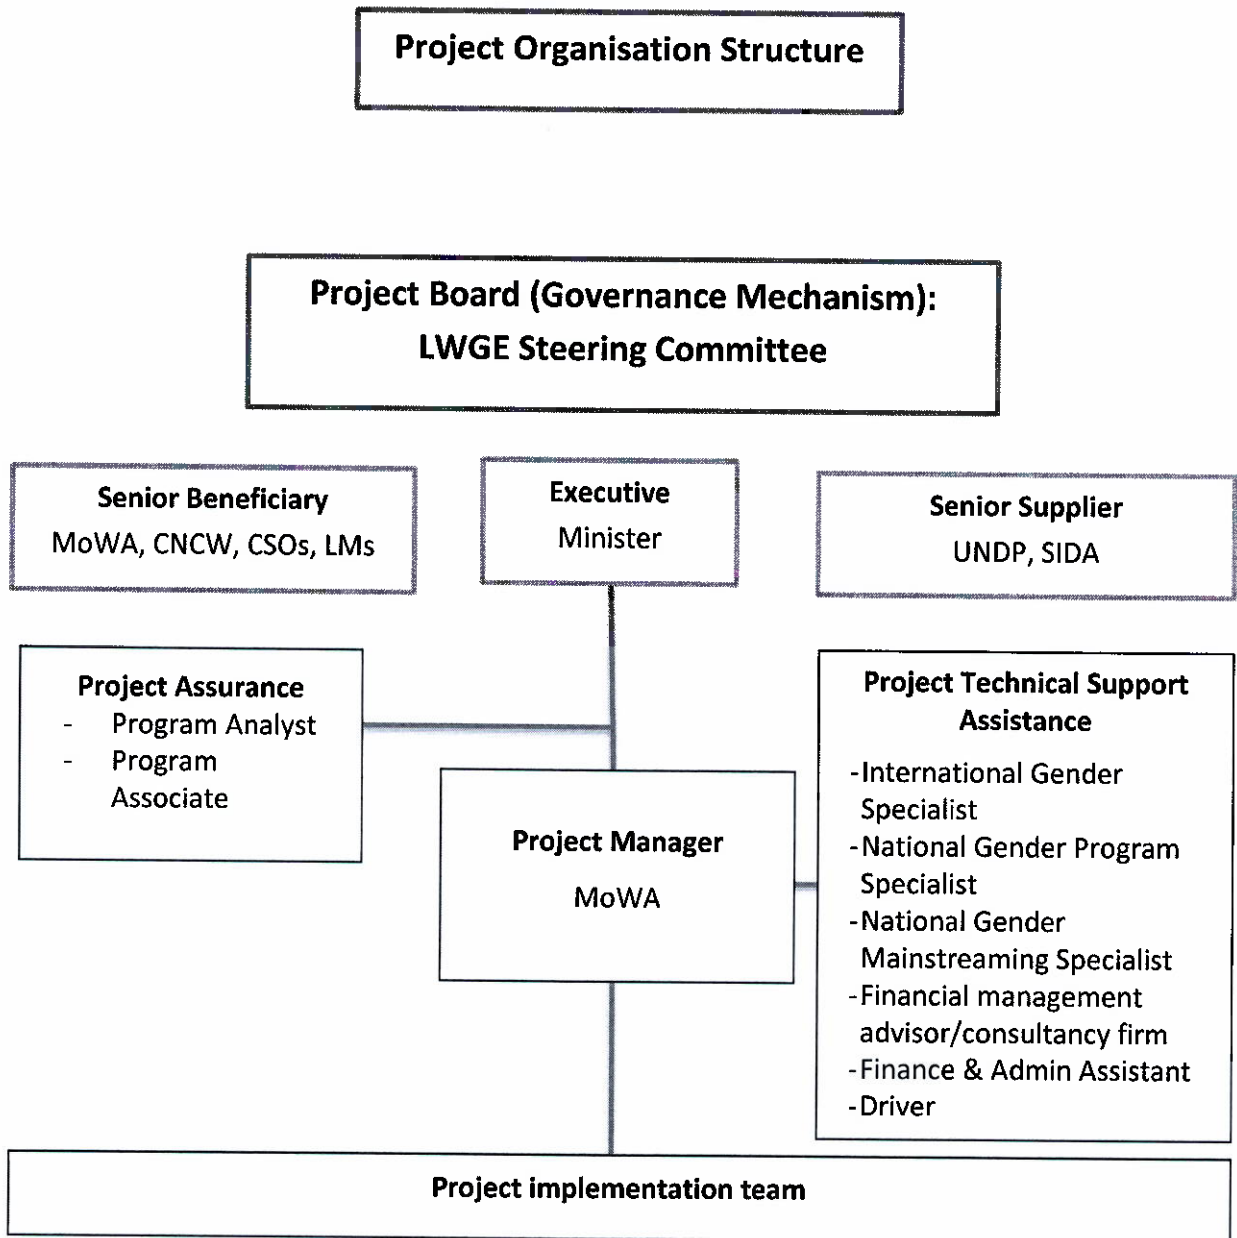 Project Organisation Structure
Project Board (Governance Mechanism):
LWGE Steering Committee
Senior Beneficiary
MoWA, CNCW, CSOs, LMs
Executive
Minister
Senior Supplier
UNDP, SIDA
Project Assurance
- Program Analyst
- Program
Associate
Project Manager
MoWA
Project Technical Support
Assistance
-International Gender
Specialist
-National Gender Program
Specialist
-National Gender
Mainstreaming Specialist
-Financial management
advisor/consultancy firm
-Finance & Admin Assistant
-Driver
Project implementation team